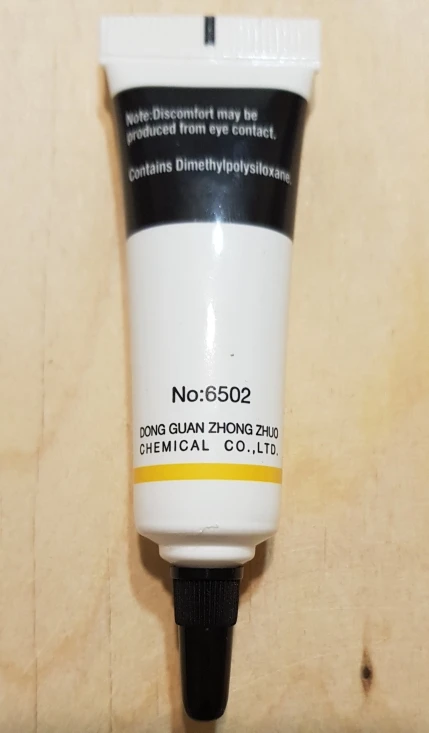 Note:Discomfort may be
produced from eye contact.
Contains Dimethylpolysiloxane.
No:6502
DONG GUAN ZHONG ZHUO
CHEMICAL CO.,LTD.